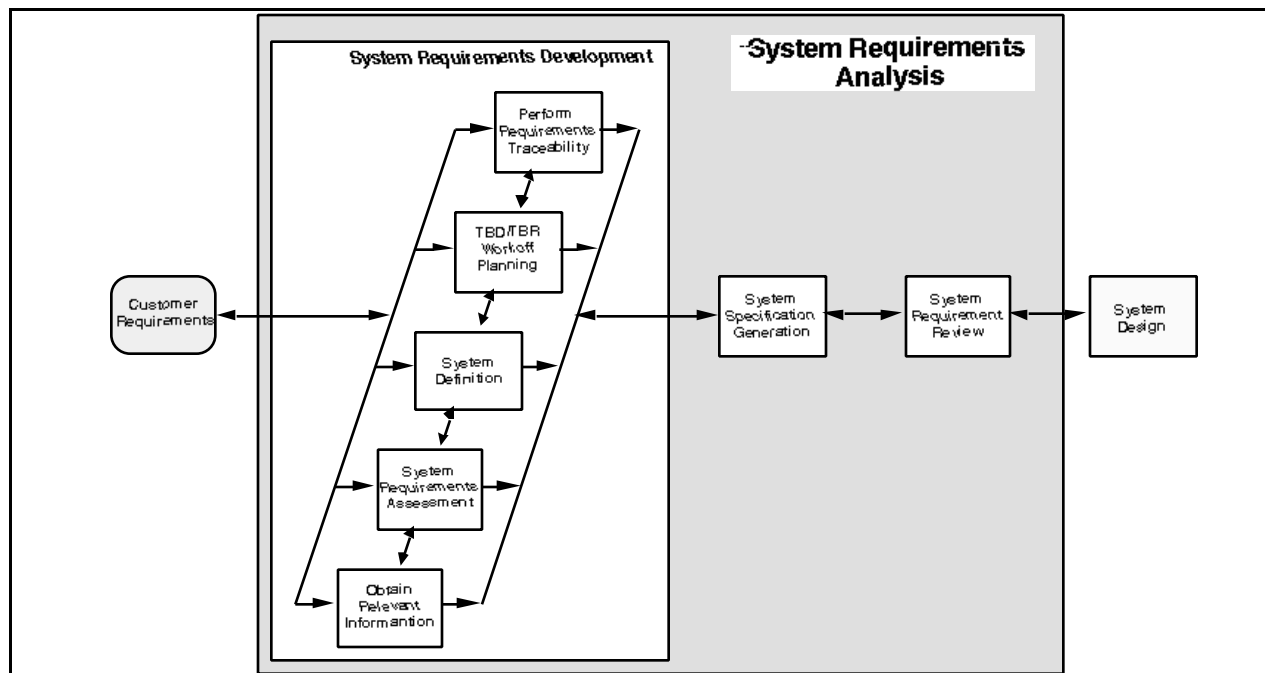 System Requirements Development
--System Requirements
Analysis
Perform
Requirements
Traceability
TBD/TBR
Workoff
Planning
Customer
Requirements
System
Specification
Generation
System
Requirement
Review
System
Design
System
Definition
System
Requirements
Assessment
Obtain
Relevant
Informantion